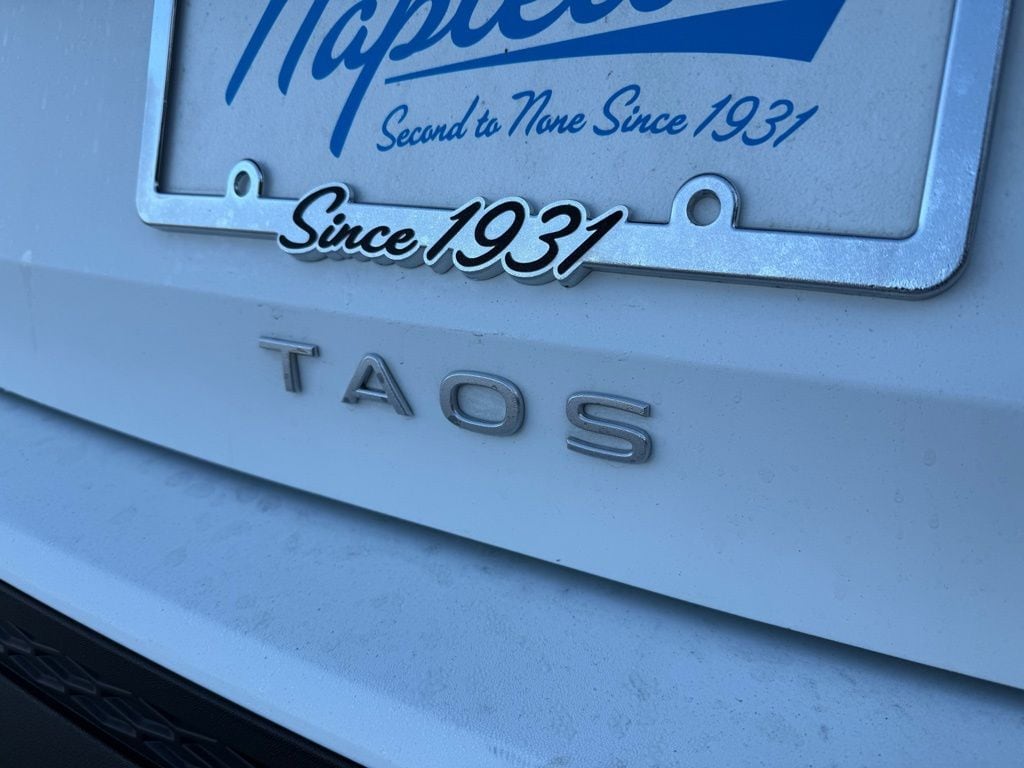 Second to None Since 1931
Since 1931
TAOS